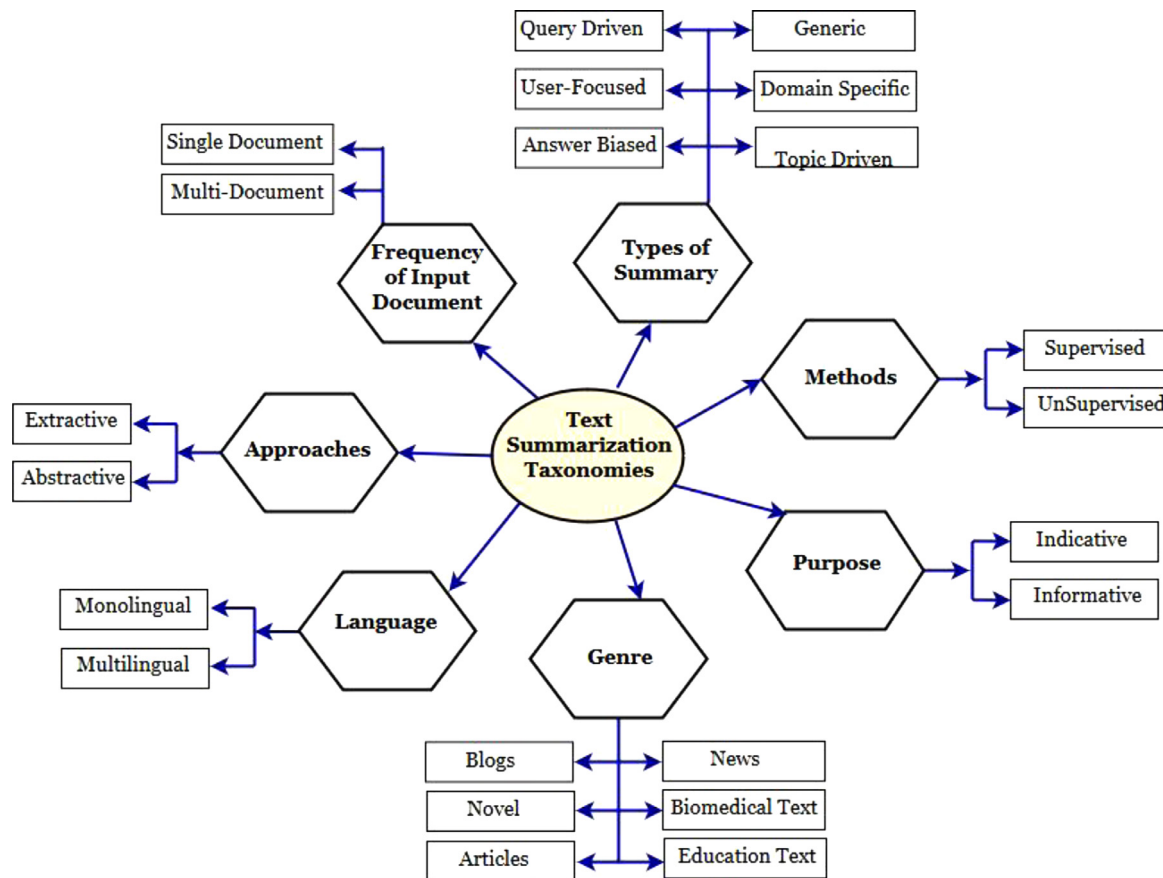 Query Driven
Generic
User-Focused
Domain Specific
Answer Biased
Topic Driven
Single Document
Multi-Document
Frequency
of Input
Document
Types of
Summary
Methods
Supervised
UnSupervised
Text
Summarization
Taxonomies
Approaches
Extractive
Abstractive
Purpose
Indicative
Informative
Language
Monolingual
Multilingual
Genre
Blogs
News
Novel
Biomedical Text
Articles
Education Text